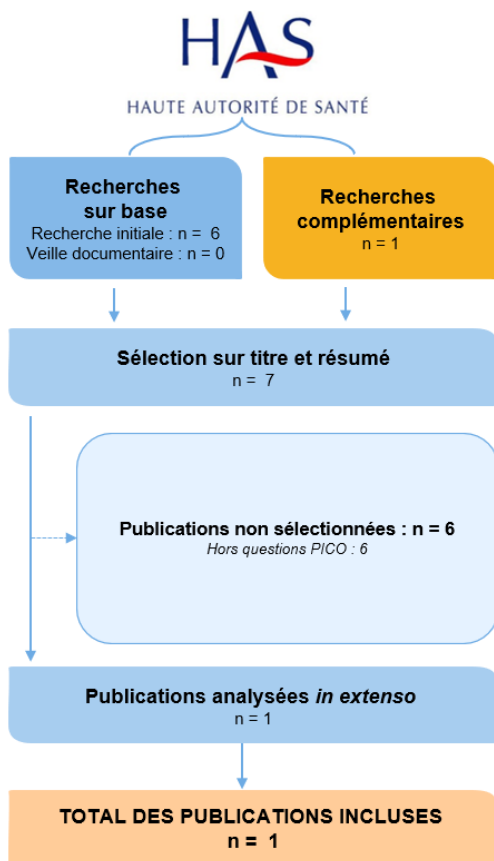 HAS
HAUTE AUTORITÉ DE SANTÉ
Recherches
sur base
Recherche initiale : n = 6
Veille documentaire : n = 0
Recherches
complémentaires
n = 1
Sélection sur titre et résumé
n = 7
Publications non sélectionnées : n = 6
Hors questions PICO : 6
Publications analysées in extenso
n = 1
TOTAL DES PUBLICATIONS INCLUSES
n = 1